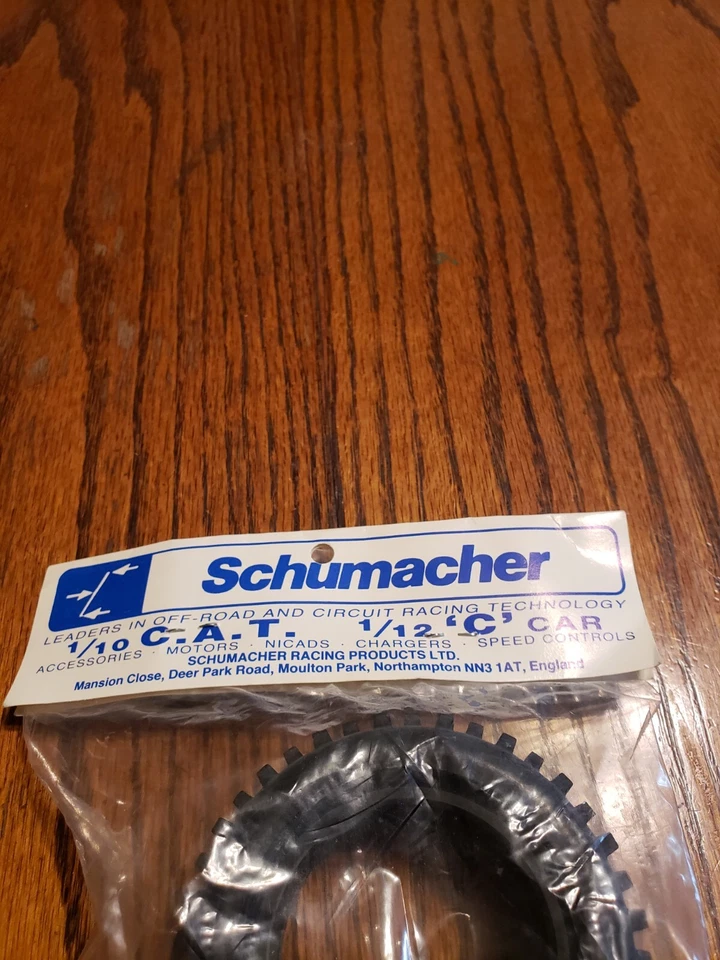 Schumacher
LEADERS IN OFF-ROAD AND CIRCUIT RACING TECHNOLOGY
1/10 C.A.T. 1/12 'C' CAR
ACCESSORIES · MOTORS · NICADS · CHARGERS · SPEED CONTROLS
SCHUMACHER RACING PRODUCTS LTD.
Mansion Close, Deer Park Road, Moulton Park, Northampton NN3 1AT, England